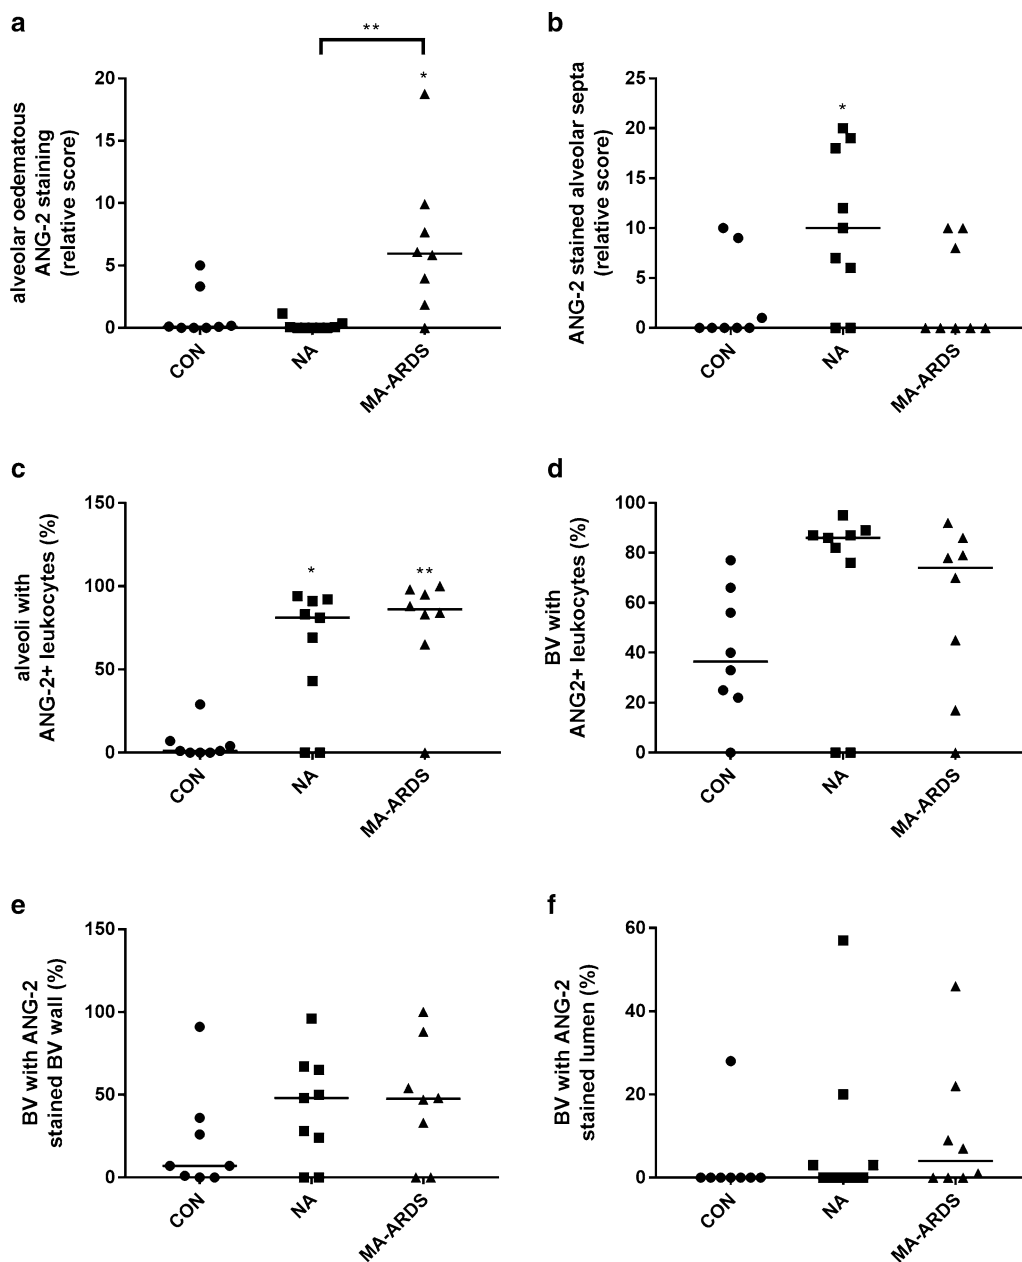 a
**
*
alveolar oedematous
ANG-2 staining
(relative score)
20
15
10
5
0
CON
NA
MA-ARDS
b
*
ANG-2 stained alveolar septa
(relative score)
25
20
15
10
5
0
CON
NA
MA-ARDS
c
*
**
alveoli with
ANG-2+ leukocytes (%)
150
100
50
0
CON
NA
MA-ARDS
d
BV with
ANG2+ leukocytes (%)
100
80
60
40
20
0
CON
NA
MA-ARDS
e
BV with ANG-2
stained BV wall (%)
150
100
50
0
CON
NA
MA-ARDS
f
BV with ANG-2
stained lumen (%)
60
40
20
0
CON
NA
MA-ARDS